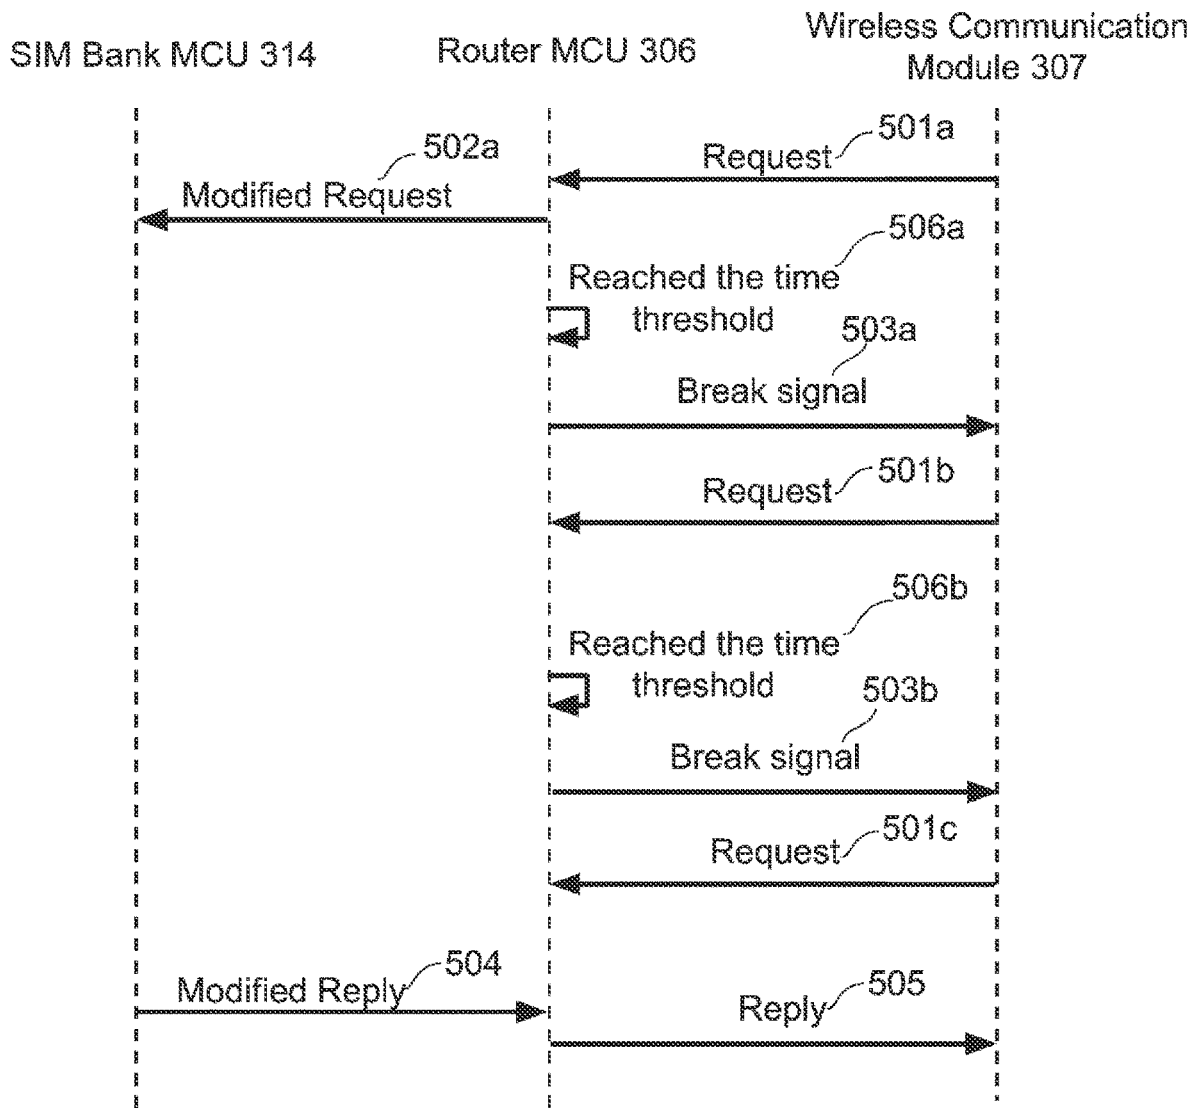 SIM Bank MCU 314
Router MCU 306
Wireless Communication
Module 307
501a
Request
502a
Modified Request
506a
Reached the time
threshold
503a
Break signal
501b
Request
506b
Reached the time
threshold
503b
Break signal
501c
Request
504
Modified Reply
505
Reply